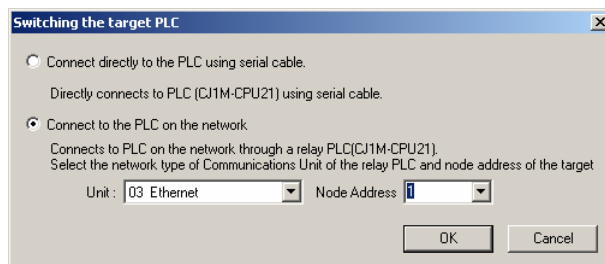 Switching the target PLC
Connect directly to the PLC using serial cable.
Directly connects to PLC (CJ1M-CPU21) using serial cable.
Connect to the PLC on the network
Connects to PLC on the network through a relay PLC(CJ1M-CPU21).
Select the network type of Communications Unit of the relay PLC and node address of the target
Unit : 03 Ethernet Node Address 1
OK Cancel